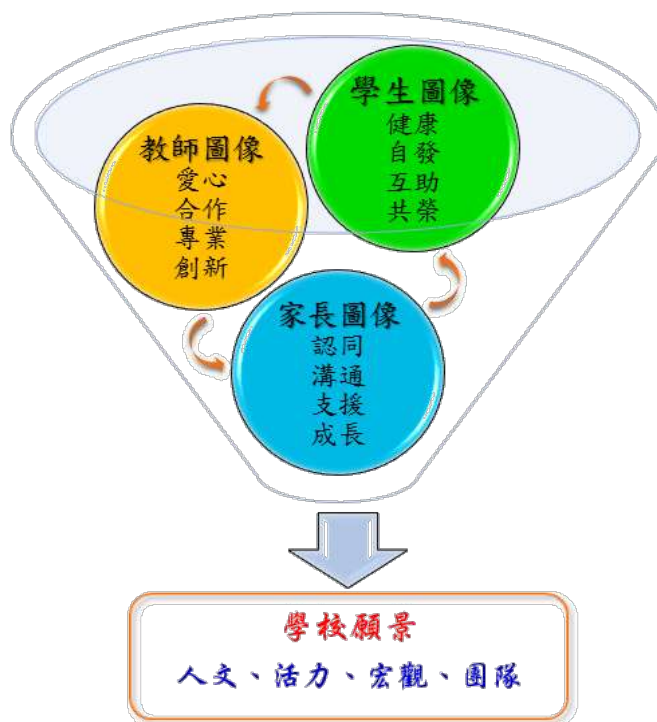 學生圖像
健康
自發
互助
共榮
教師圖像
愛心
合作
專業
創新
家長圖像
認同
溝通
支援
成長
學校願景
人文、活力、宏觀、團隊